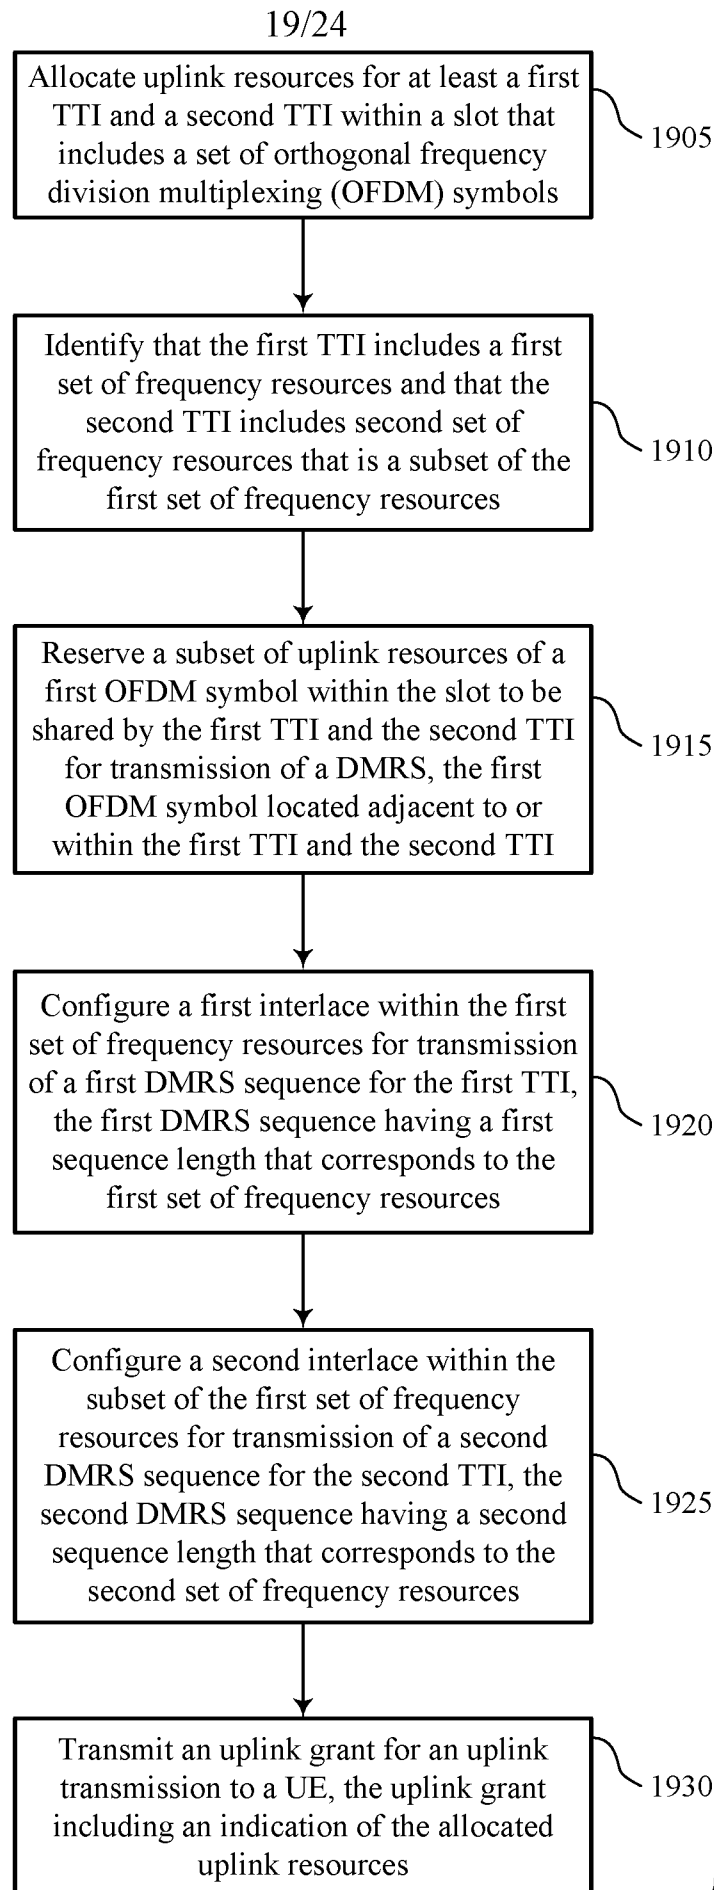 19/24
Allocate uplink resources for at least a first
TTI and a second TTI within a slot that
includes a set of orthogonal frequency
division multiplexing (OFDM) symbols
1905
Identify that the first TTI includes a first
set of frequency resources and that the
second TTI includes second set of
frequency resources that is a subset of the
first set of frequency resources
1910
Reserve a subset of uplink resources of a
first OFDM symbol within the slot to be
shared by the first TTI and the second TTI
for transmission of a DMRS, the first
OFDM symbol located adjacent to or
within the first TTI and the second TTI
1915
Configure a first interlace within the first
set of frequency resources for transmission
of a first DMRS sequence for the first TTI,
the first DMRS sequence having a first
sequence length that corresponds to the
first set of frequency resources
1920
Configure a second interlace within the
subset of the first set of frequency
resources for transmission of a second
DMRS sequence for the second TTI, the
second DMRS sequence having a second
sequence length that corresponds to the
second set of frequency resources
1925
Transmit an uplink grant for an uplink
transmission to a UE, the uplink grant
including an indication of the allocated
uplink resources
1930